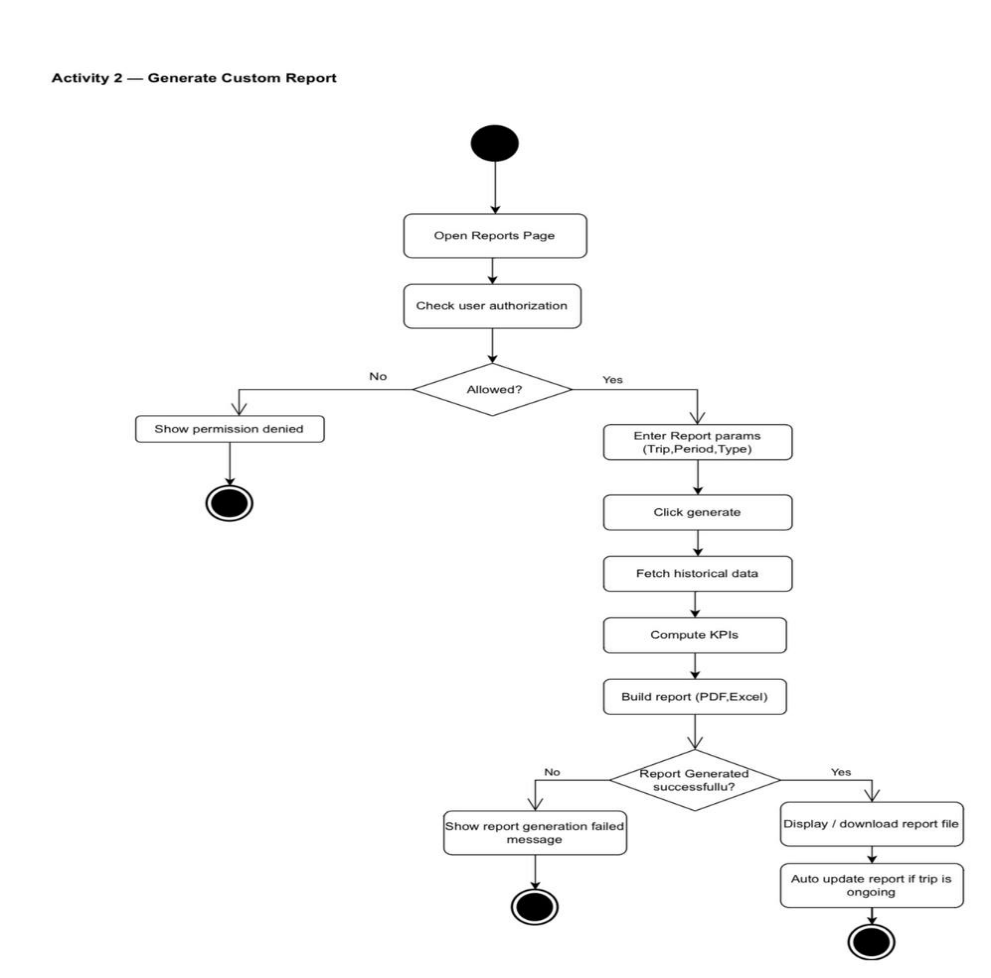 Activity 2 — Generate Custom Report
Open Reports Page
Check user authorization
Allowed?
No
Yes
Show permission denied
Enter Report params
(Trip,Period,Type)
Click generate
Fetch historical data
Compute KPIs
Build report (PDF,Excel)
Report Generated
successfullu?
No
Yes
Show report generation failed
message
Display / download report file
Auto update report if trip is
ongoing